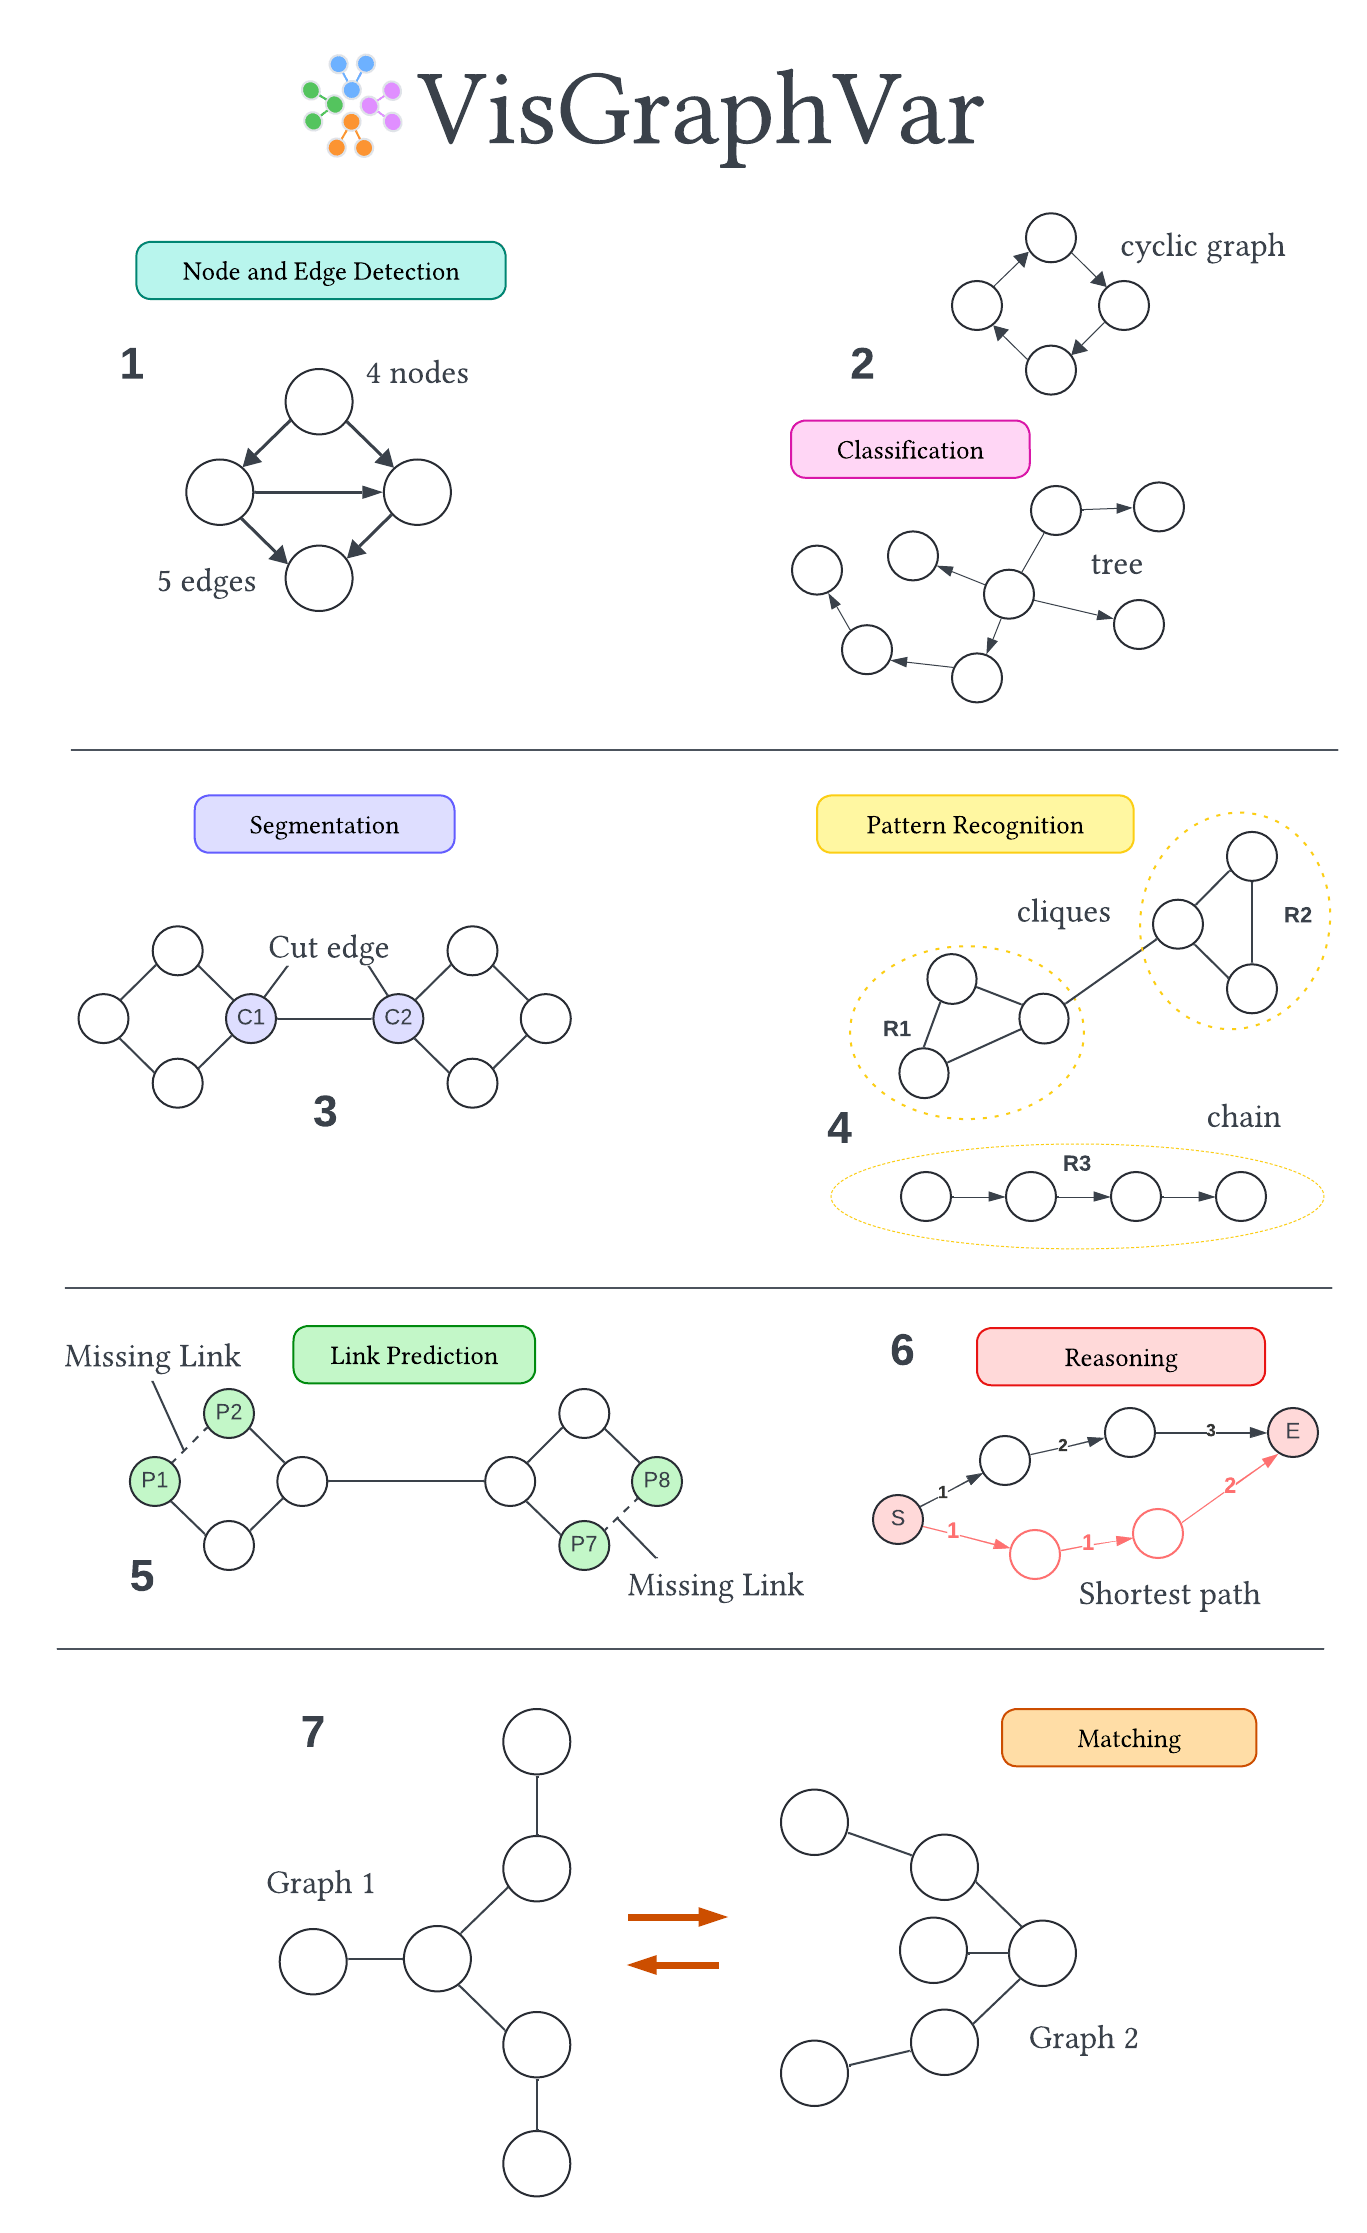 VisGraphVar
Node and Edge Detection
1
4 nodes
5 edges
cyclic graph
2
Classification
tree
Segmentation
Cut edge
C1
C2
3
Pattern Recognition
cliques
R2
R1
4
chain
R3
Missing Link
Link Prediction
P2
P1
P8
P7
5
Missing Link
6
Reasoning
1
2
3
E
S
1
1
2
Shortest path
7
Matching
Graph 1
Graph 2